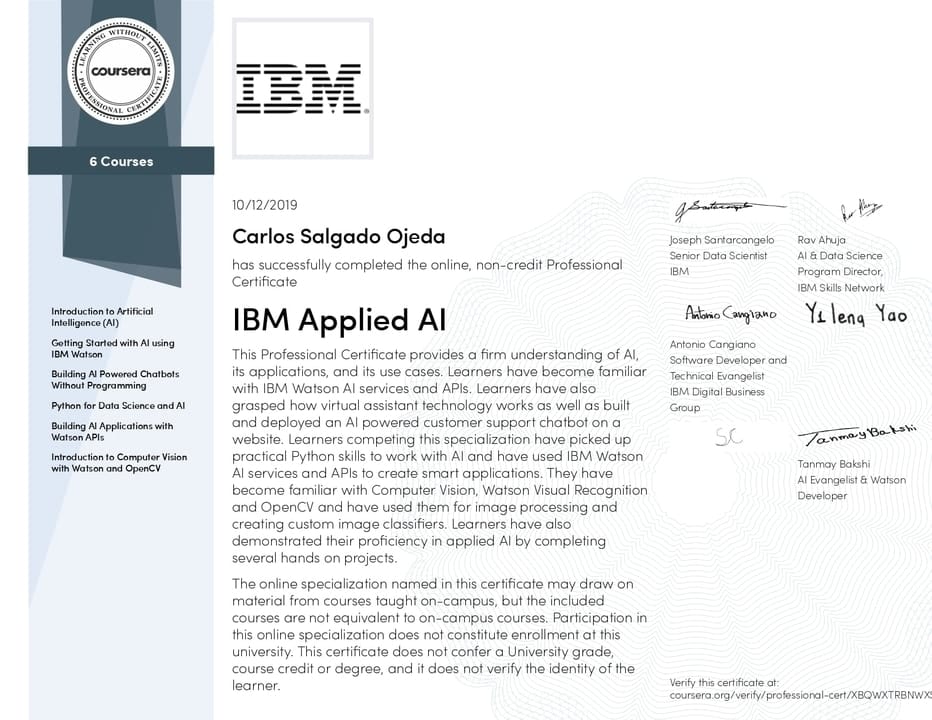 LEARNING WITHOUT LIMITS
coursera
PROFESSIONAL CERTIFICATE
6 Courses
Introduction to Artificial
Intelligence (AI)
Getting Started with AI using
IBM Watson
Building AI Powered Chatbots
Without Programming
Python for Data Science and AI
Building AI Applications with
Watson APIs
Introduction to Computer Vision
with Watson and OpenCV
IBM®
10/12/2019
Carlos Salgado Ojeda
has successfully completed the online, non-credit Professional
Certificate
IBM Applied AI
This Professional Certificate provides a firm understanding of AI,
its applications, and its use cases. Learners have become familiar
with IBM Watson AI services and APIs. Learners have also
grasped how virtual assistant technology works as well as built
and deployed an AI powered customer support chatbot on a
website. Learners competing this specialization have picked up
practical Python skills to work with AI and have used IBM Watson
AI services and APIs to create smart applications. They have
become familiar with Computer Vision, Watson Visual Recognition
and OpenCV and have used them for image processing and
creating custom image classifiers. Learners have also
demonstrated their proficiency in applied AI by completing
several hands on projects.
The online specialization named in this certificate may draw on
material from courses taught on-campus, but the included
courses are not equivalent to on-campus courses. Participation in
this online specialization does not constitute enrollment at this
university. This certificate does not confer a University grade,
course credit or degree, and it does not verify the identity of the
learner.
J Santarcangelo
Joseph Santarcangelo
Senior Data Scientist
IBM
Rav Ahuja
Rav Ahuja
AI & Data Science
Program Director,
IBM Skills Network
Antonio Cangiano
Antonio Cangiano
Software Developer and
Technical Evangelist
IBM Digital Business
Group
Yi leng Yao
SC
Tanmay Bakshi
Tanmay Bakshi
AI Evangelist & Watson
Developer
Verify this certificate at:
coursera.org/verify/professional-cert/XBQWXTRBNWX